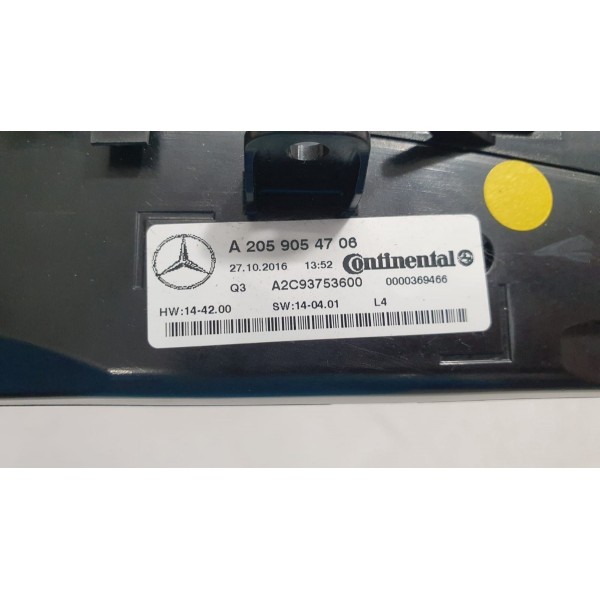 A 205 905 47 06
27.10.2016 13:52 Continental
Q3 A2C93753600 0000369466
HW:14-42.00 SW:14-04.01 L4